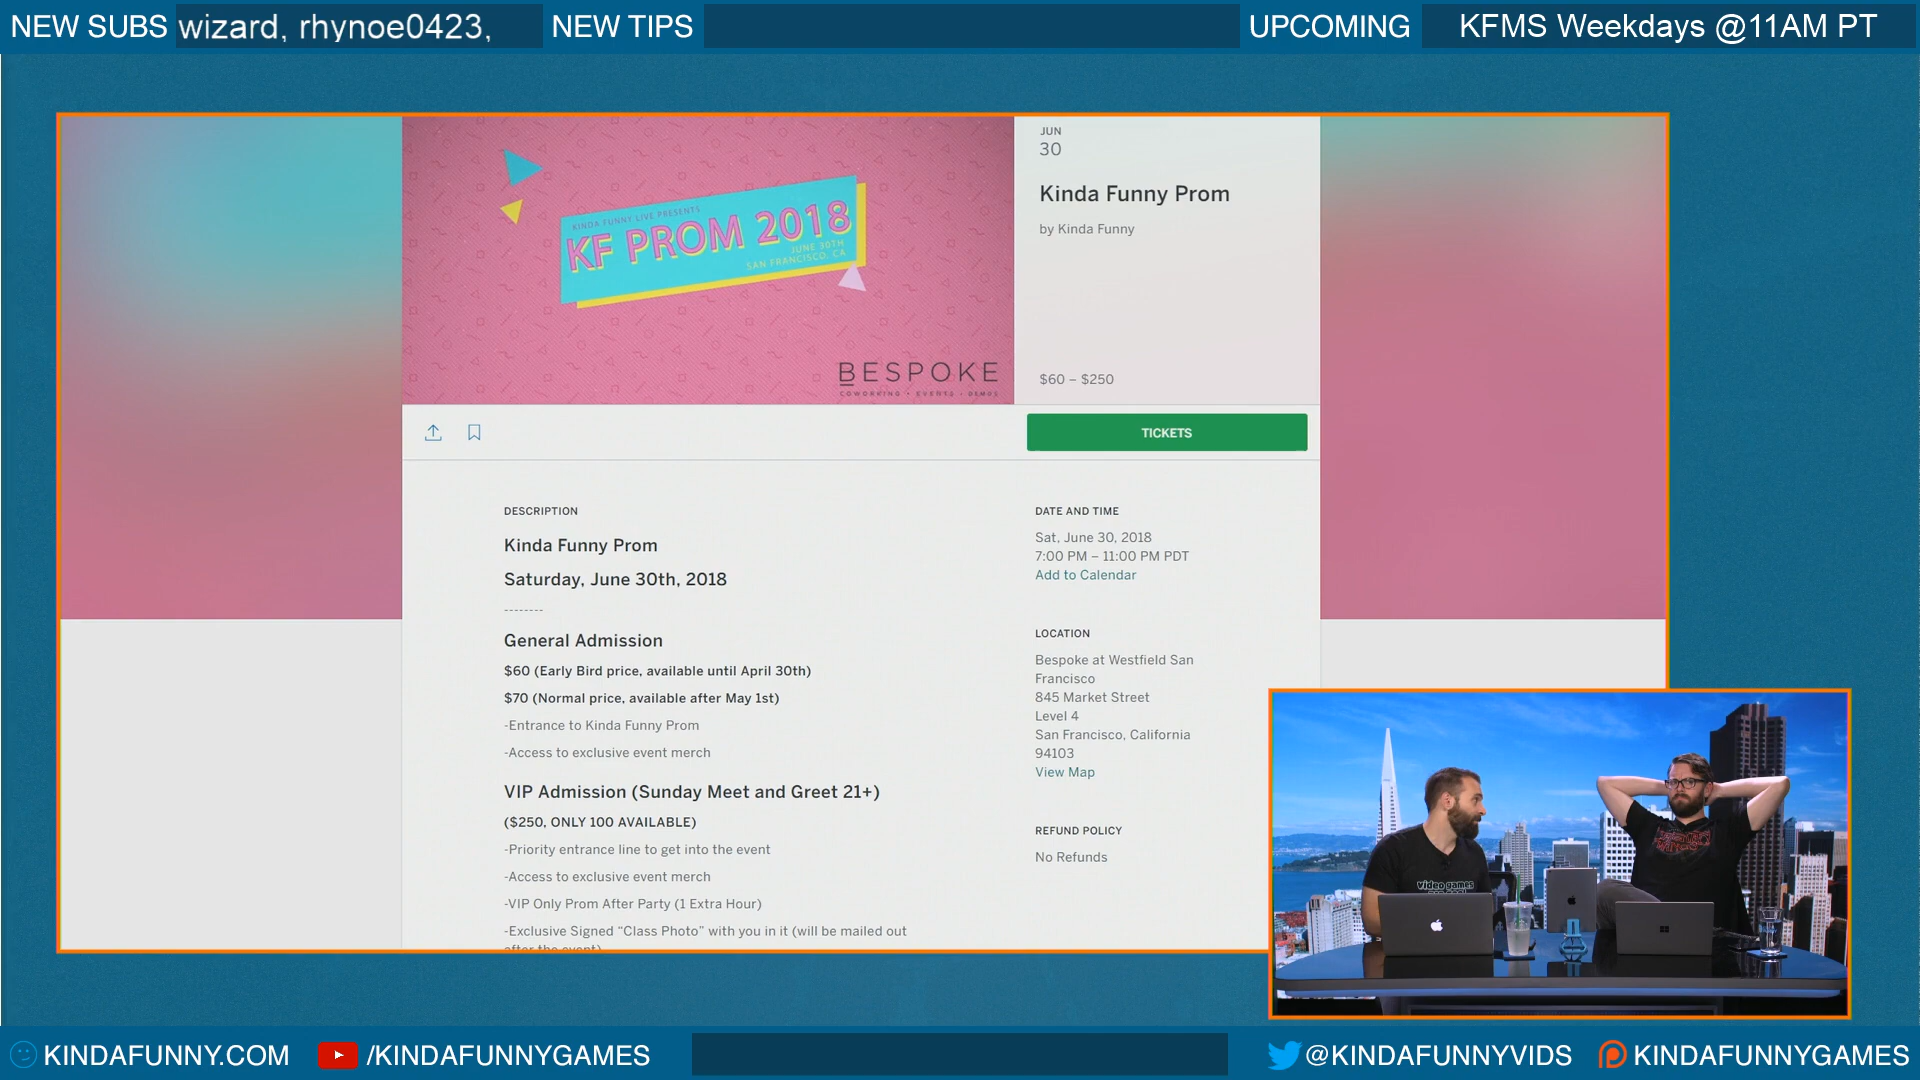 NEW SUBS wizard, rhynoe0423, NEW TIPS UPCOMING KFMS Weekdays @11AM PT
KINDA FUNNY LIVE PRESENTS
KF PROM 2018
JUNE 30TH
SAN FRANCISCO, CA
BESPOKE
COWORKING • EVENTS • DEMOS
JUN
30
Kinda Funny Prom
by Kinda Funny
$60 – $250
TICKETS
DESCRIPTION
Kinda Funny Prom
Saturday, June 30th, 2018
--------
General Admission
$60 (Early Bird price, available until April 30th)
$70 (Normal price, available after May 1st)
-Entrance to Kinda Funny Prom
-Access to exclusive event merch
VIP Admission (Sunday Meet and Greet 21+)
($250, ONLY 100 AVAILABLE)
-Priority entrance line to get into the event
-Access to exclusive event merch
-VIP Only Prom After Party (1 Extra Hour)
-Exclusive Signed “Class Photo” with you in it (will be mailed out
after the event)
DATE AND TIME
Sat, June 30, 2018
7:00 PM – 11:00 PM PDT
Add to Calendar
LOCATION
Bespoke at Westfield San
Francisco
845 Market Street
Level 4
San Francisco, California
94103
View Map
REFUND POLICY
No Refunds
video games
KINDAFUNNY.COM /KINDAFUNNYGAMES @KINDAFUNNYVIDS KINDAFUNNYGAMES